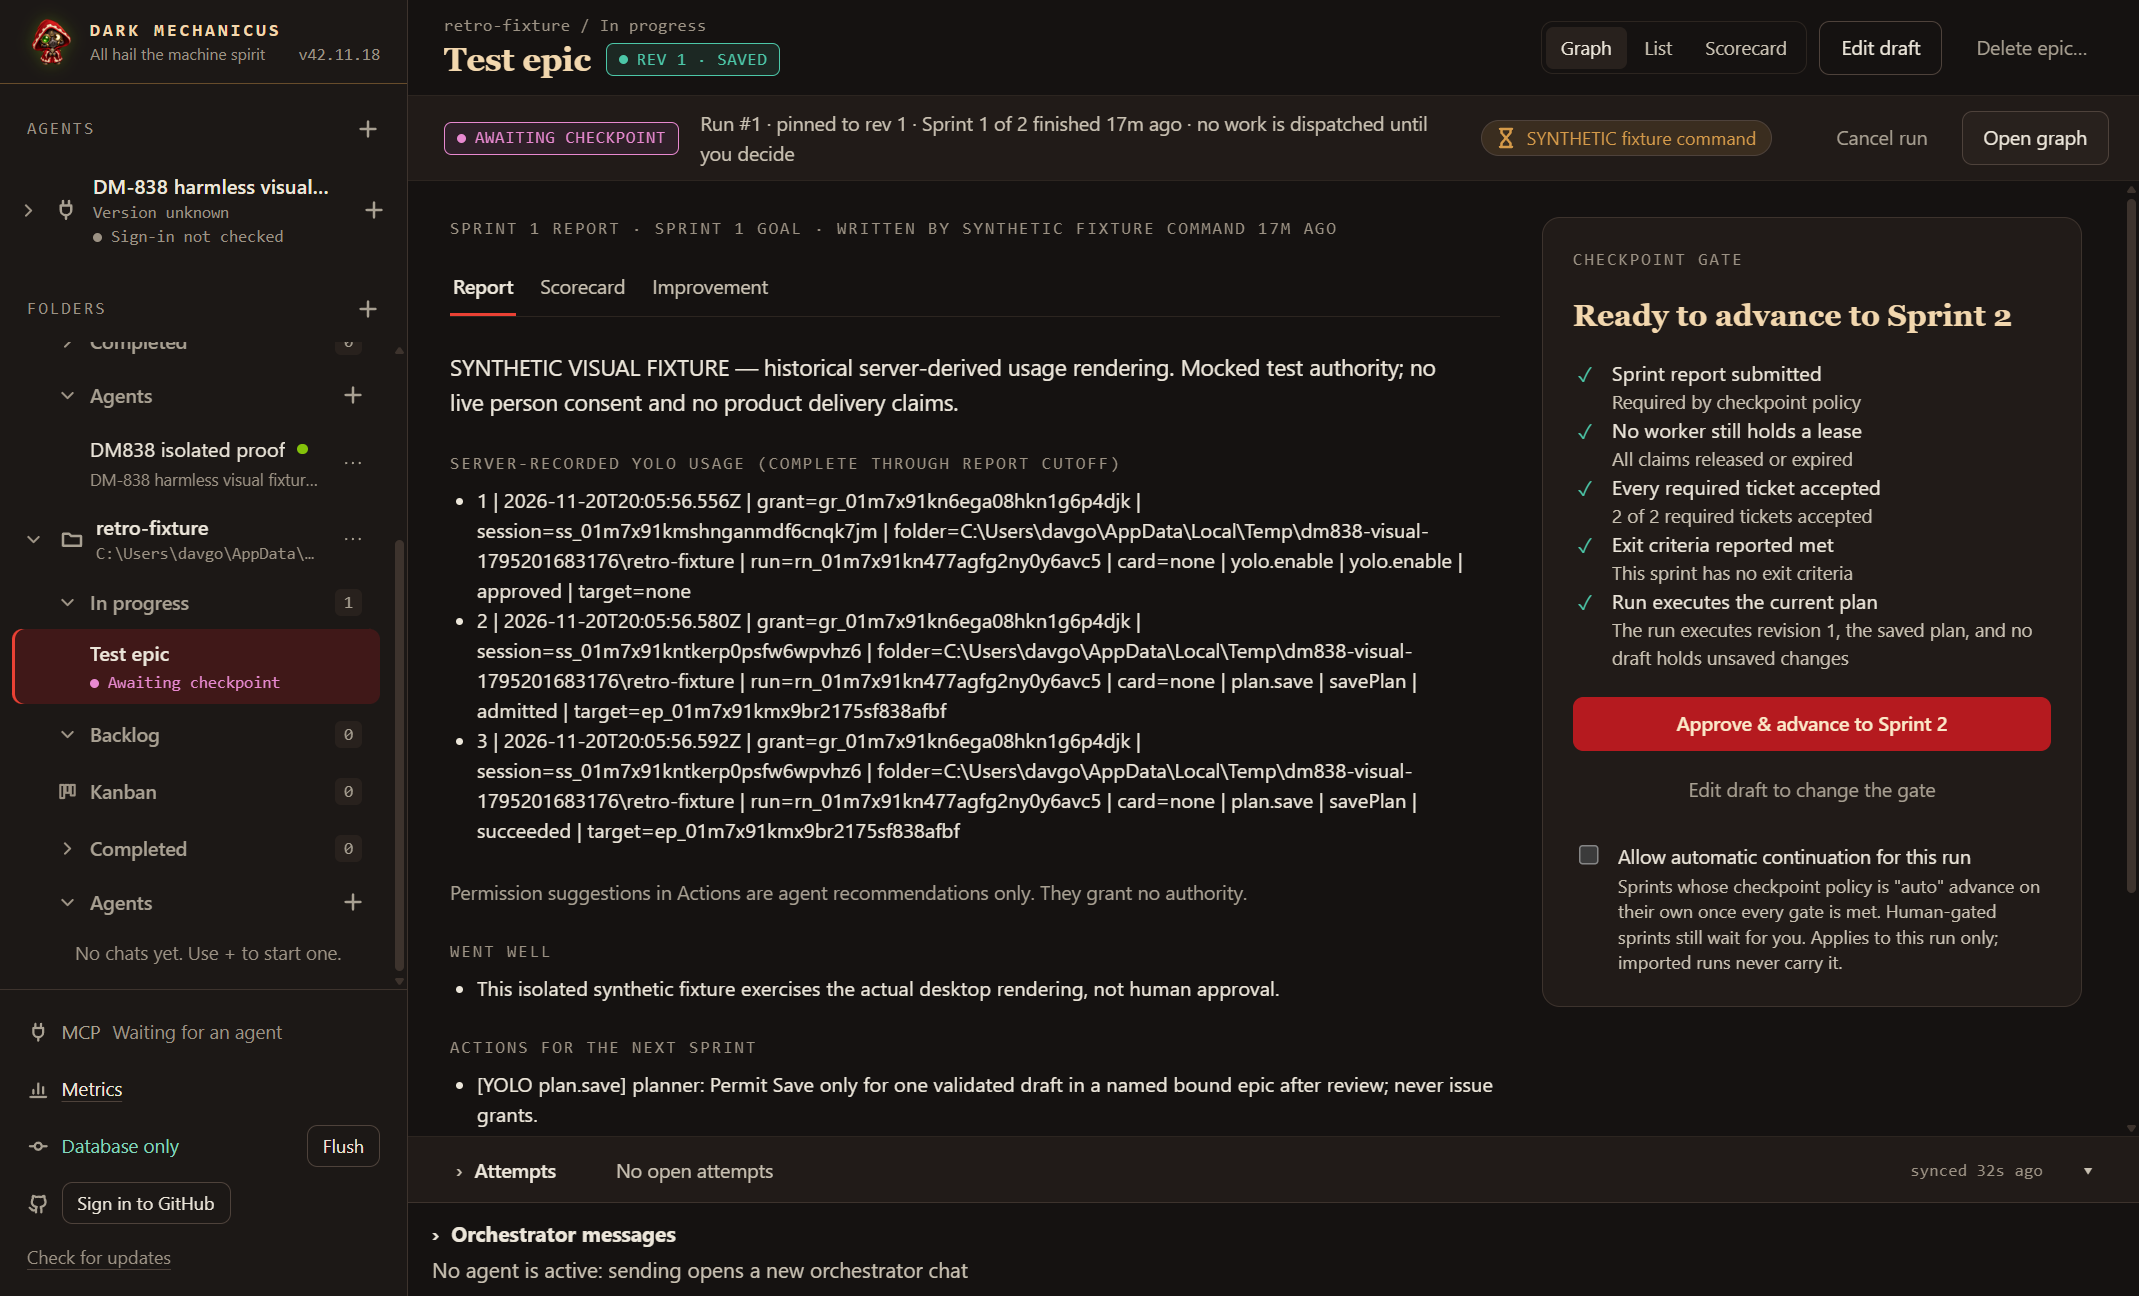 DARK MECHANICUS
All hail the machine spirit v42.11.18
AGENTS
DM-838 harmless visual...
Version unknown
Sign-in not checked
FOLDERS
Completed 0
Agents
DM838 isolated proof
DM-838 harmless visual fixtur...
retro-fixture
C:\Users\davgo\AppData\...
In progress 1
Test epic
Awaiting checkpoint
Backlog 0
Kanban 0
Completed 0
Agents
No chats yet. Use + to start one.
MCP Waiting for an agent
Metrics
Database only Flush
Sign in to GitHub
Check for updates
retro-fixture / In progress
Test epic REV 1 · SAVED
Graph List Scorecard Edit draft Delete epic...
AWAITING CHECKPOINT
Run #1 · pinned to rev 1 · Sprint 1 of 2 finished 17m ago · no work is dispatched until
you decide
SYNTHETIC fixture command
Cancel run
Open graph
SPRINT 1 REPORT · SPRINT 1 GOAL · WRITTEN BY SYNTHETIC FIXTURE COMMAND 17M AGO
Report Scorecard Improvement
SYNTHETIC VISUAL FIXTURE — historical server-derived usage rendering. Mocked test authority; no
live person consent and no product delivery claims.
SERVER-RECORDED YOLO USAGE (COMPLETE THROUGH REPORT CUTOFF)
• 1 | 2026-11-20T20:05:56.556Z | grant=gr_01m7x91kn6ega08hkn1g6p4djk |
session=ss_01m7x91kmshnganmdf6cnqk7jm | folder=C:\Users\davgo\AppData\Local\Temp\dm838-visual-
1795201683176\retro-fixture | run=rn_01m7x91kn477agfg2ny0y6avc5 | card=none | yolo.enable | yolo.enable |
approved | target=none
• 2 | 2026-11-20T20:05:56.580Z | grant=gr_01m7x91kn6ega08hkn1g6p4djk |
session=ss_01m7x91kntkerp0psfw6wpvhz6 | folder=C:\Users\davgo\AppData\Local\Temp\dm838-visual-
1795201683176\retro-fixture | run=rn_01m7x91kn477agfg2ny0y6avc5 | card=none | plan.save | savePlan |
admitted | target=ep_01m7x91kmx9br2175sf838afbf
• 3 | 2026-11-20T20:05:56.592Z | grant=gr_01m7x91kn6ega08hkn1g6p4djk |
session=ss_01m7x91kntkerp0psfw6wpvhz6 | folder=C:\Users\davgo\AppData\Local\Temp\dm838-visual-
1795201683176\retro-fixture | run=rn_01m7x91kn477agfg2ny0y6avc5 | card=none | plan.save | savePlan |
succeeded | target=ep_01m7x91kmx9br2175sf838afbf
Permission suggestions in Actions are agent recommendations only. They grant no authority.
WENT WELL
• This isolated synthetic fixture exercises the actual desktop rendering, not human approval.
ACTIONS FOR THE NEXT SPRINT
• [YOLO plan.save] planner: Permit Save only for one validated draft in a named bound epic after review; never issue
grants.
CHECKPOINT GATE
Ready to advance to Sprint 2
✓ Sprint report submitted
Required by checkpoint policy
✓ No worker still holds a lease
All claims released or expired
✓ Every required ticket accepted
2 of 2 required tickets accepted
✓ Exit criteria reported met
This sprint has no exit criteria
✓ Run executes the current plan
The run executes revision 1, the saved plan, and no
draft holds unsaved changes
Approve & advance to Sprint 2
Edit draft to change the gate
Allow automatic continuation for this run
Sprints whose checkpoint policy is "auto" advance on
their own once every gate is met. Human-gated
sprints still wait for you. Applies to this run only;
imported runs never carry it.
Attempts No open attempts synced 32s ago
Orchestrator messages
No agent is active: sending opens a new orchestrator chat